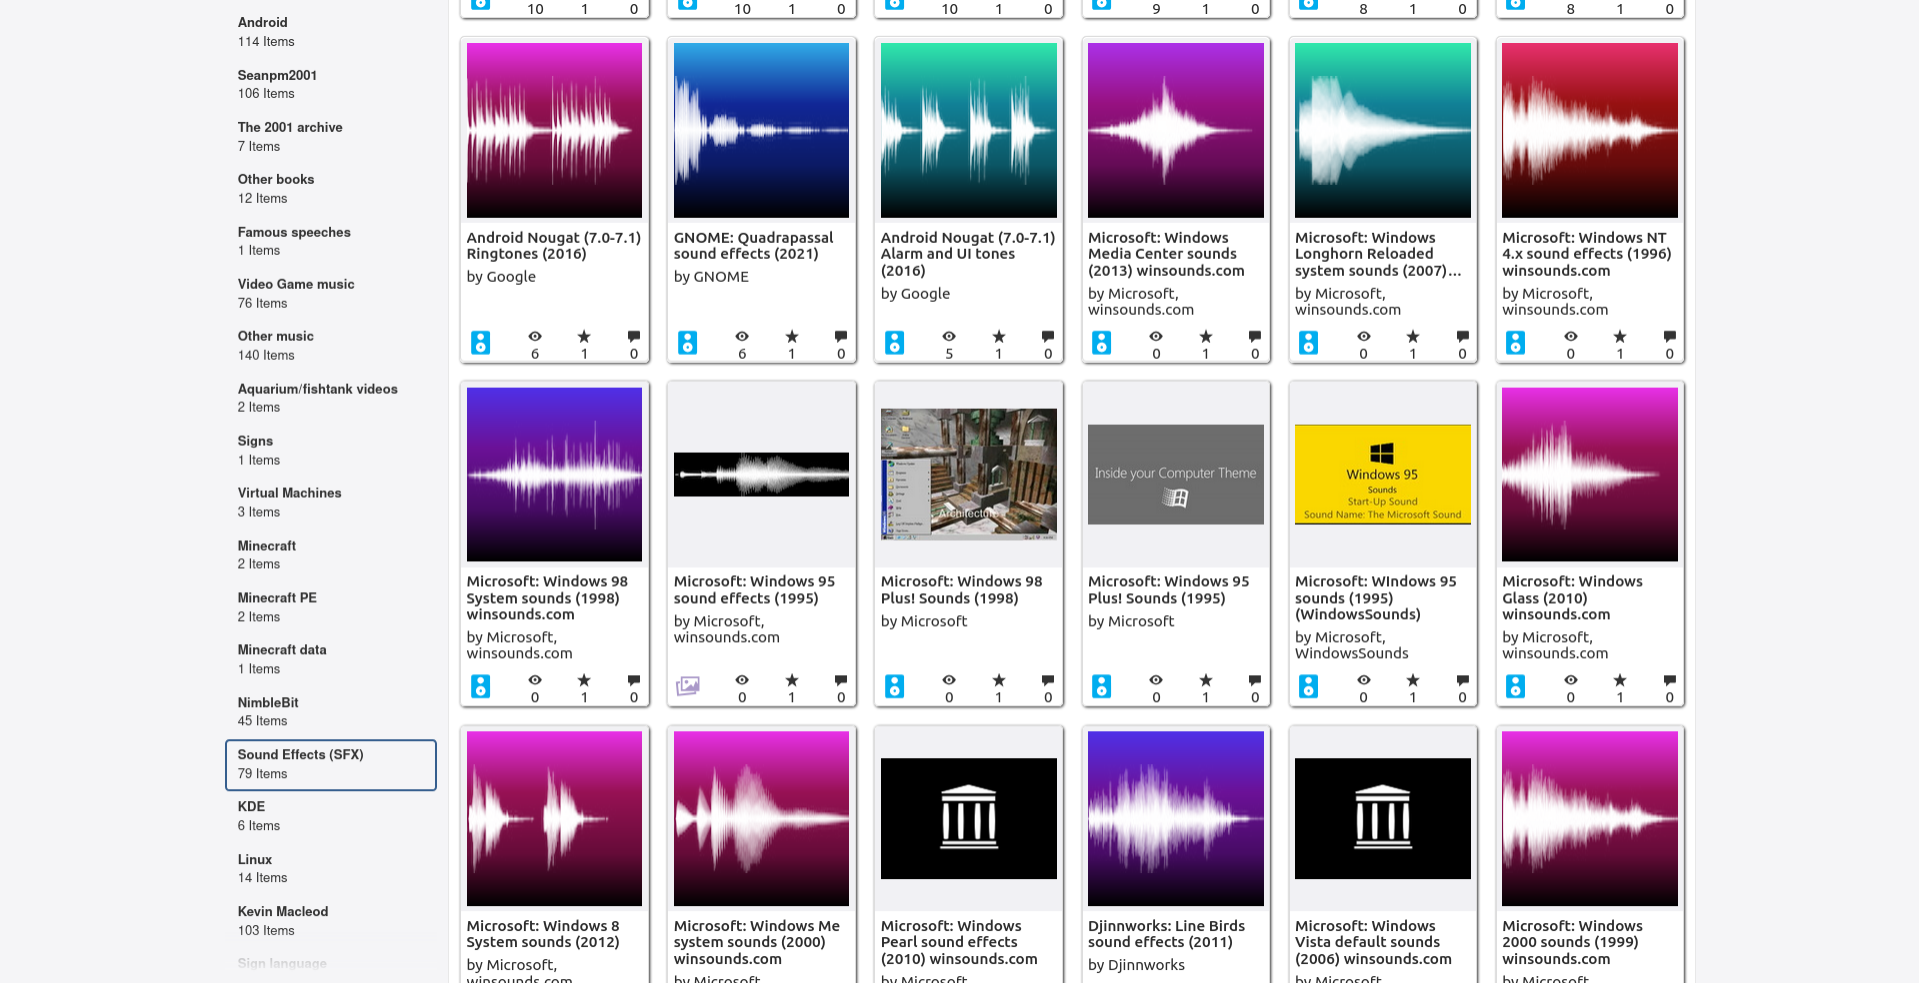 Android
114 Items
Seanpm2001
106 Items
The 2001 archive
7 Items
Other books
12 Items
Famous speeches
1 Items
Video Game music
76 Items
Other music
140 Items
Aquarium/fishtank videos
2 Items
Signs
1 Items
Virtual Machines
3 Items
Minecraft
2 Items
Minecraft PE
2 Items
Minecraft data
1 Items
NimbleBit
45 Items
Sound Effects (SFX)
79 Items
KDE
6 Items
Linux
14 Items
Kevin Macleod
103 Items
Sign language
10 1 0
10 1 0
10 1 0
9 1 0
8 1 0
8 1 0
Android Nougat (7.0-7.1)
Ringtones (2016)
by Google
6 1 0
GNOME: Quadrapassal
sound effects (2021)
by GNOME
6 1 0
Android Nougat (7.0-7.1)
Alarm and UI tones
(2016)
by Google
5 1 0
Microsoft: Windows
Media Center sounds
(2013) winsounds.com
by Microsoft,
winsounds.com
0 1 0
Microsoft: Windows
Longhorn Reloaded
system sounds (2007)...
by Microsoft,
winsounds.com
0 1 0
Microsoft: Windows NT
4.x sound effects (1996)
winsounds.com
by Microsoft,
winsounds.com
0 1 0
Microsoft: Windows 98
System sounds (1998)
winsounds.com
by Microsoft,
winsounds.com
0 1 0
Microsoft: Windows 95
sound effects (1995)
by Microsoft,
winsounds.com
0 1 0
Architecture
Microsoft: Windows 98
Plus! Sounds (1998)
by Microsoft
0 1 0
Inside your Computer Theme
Microsoft: Windows 95
Plus! Sounds (1995)
by Microsoft
0 1 0
Windows 95
Sounds
Start-Up Sound
Sound Name: The Microsoft Sound
Microsoft: WIndows 95
sounds (1995)
(WindowsSounds)
by Microsoft,
WindowsSounds
0 1 0
Microsoft: Windows
Glass (2010)
winsounds.com
by Microsoft,
winsounds.com
0 1 0
Microsoft: Windows 8
System sounds (2012)
by Microsoft,
winsounds.com
Microsoft: Windows Me
system sounds (2000)
winsounds.com
by Microsoft,
Microsoft: Windows
Pearl sound effects
(2010) winsounds.com
by Microsoft
Djinnworks: Line Birds
sound effects (2011)
by Djinnworks
Microsoft: Windows
Vista default sounds
(2006) winsounds.com
by Microsoft
Microsoft: Windows
2000 sounds (1999)
winsounds.com
by Microsoft,